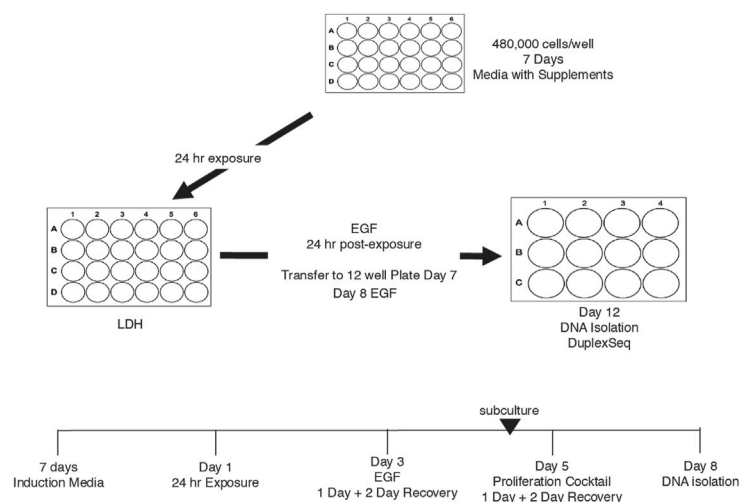 1 2 3 4 5 6
A
B
C
D
480,000 cells/well
7 Days
Media with Supplements
24 hr exposure
1 2 3 4 5 6
A
B
C
D
LDH
EGF
24 hr post-exposure
Transfer to 12 well Plate Day 7
Day 8 EGF
1 2 3 4
A
B
C
Day 12
DNA Isolation
DuplexSeq
subculture
7 days
Induction Media
Day 1
24 hr Exposure
Day 3
EGF
1 Day + 2 Day Recovery
Day 5
Proliferation Cocktail
1 Day + 2 Day Recovery
Day 8
DNA isolation